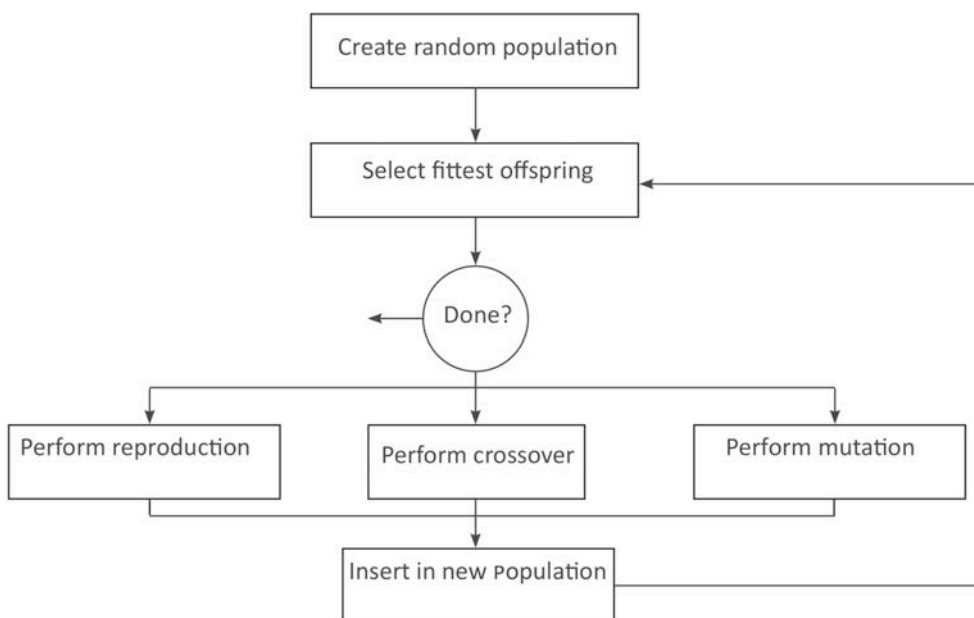 Create random population
Select fittest offspring
Done?
Perform reproduction
Perform crossover
Perform mutation
Insert in new Population